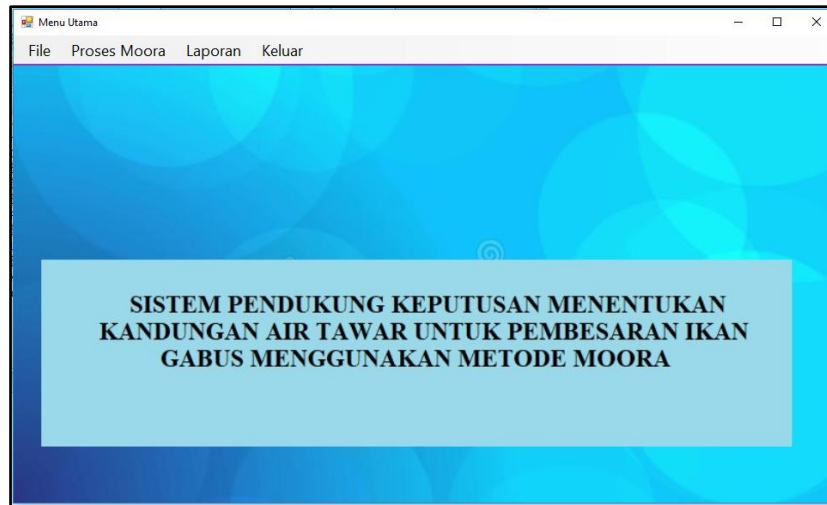 Menu Utama
File Proses Moora Laporan Keluar
SISTEM PENDUKUNG KEPUTUSAN MENENTUKAN
KANDUNGAN AIR TAWAR UNTUK PEMBESARAN IKAN
GABUS MENGGUNAKAN METODE MOORA